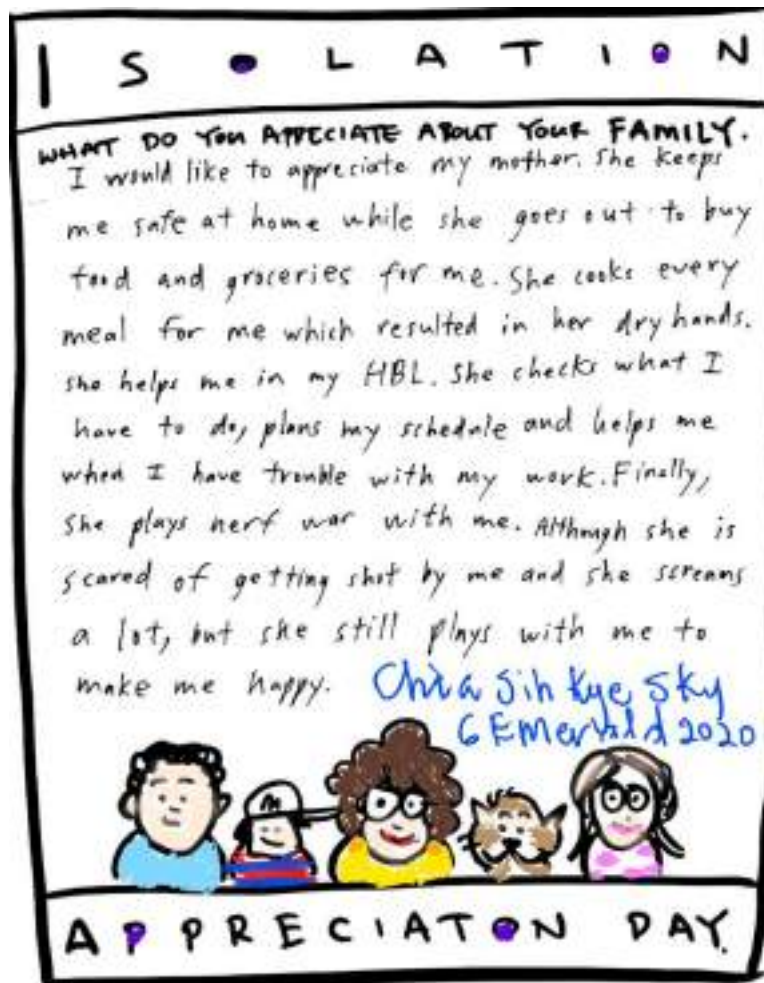 ISOLATION
WHAT DO YOU APPECIATE ABOUT YOUR FAMILY.
I would like to appreciate my mother. She keeps
me safe at home while she goes out to buy
food and groceries for me. She cooks every
meal for me which resulted in her dry hands.
She helps me in my HBL. She checks what I
have to do, plans my schedule and helps me
when I have trouble with my work. Finally,
she plays nerf war with me. Although she is
scared of getting shot by me and she screams
a lot, but she still plays with me to
make me happy.
Chia Sih Kye, Sky
6 Emerald 2020
M
APPRECIATON DAY.